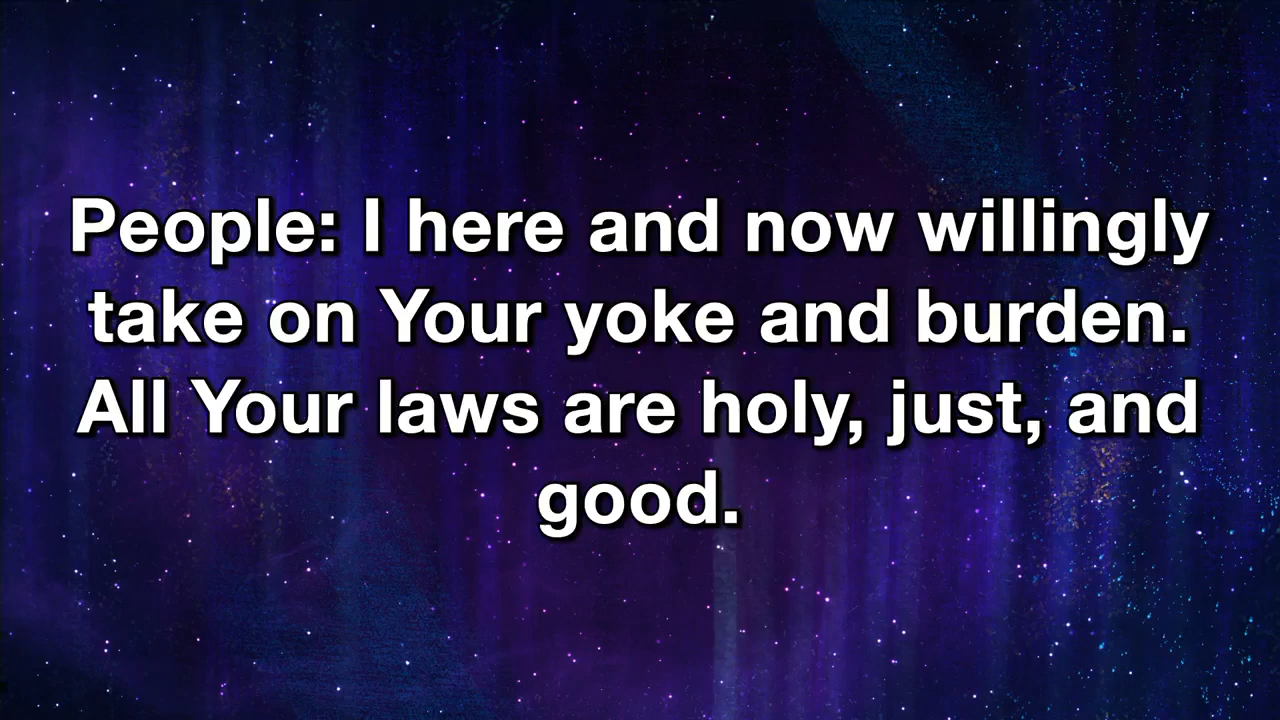 People: I here and now willingly
take on Your yoke and burden.
All Your laws are holy, just, and
good.